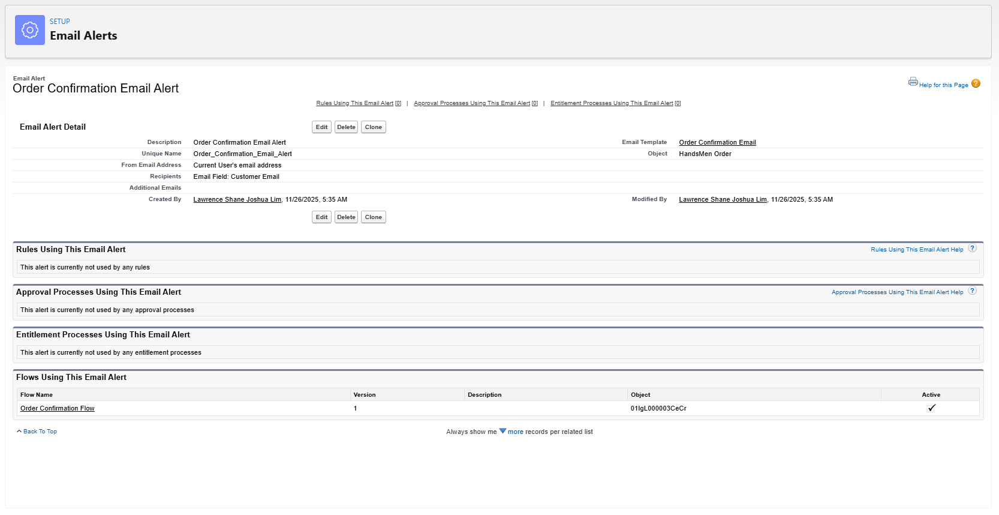 SETUP
Email Alerts
Email Alert
Order Confirmation Email Alert
Help for this Page ?
Rules Using This Email Alert [0] | Approval Processes Using This Email Alert [0] | Entitlement Processes Using This Email Alert [0]
Email Alert Detail Edit Delete Clone
Description Order Confirmation Email Alert Email Template Order Confirmation Email
Unique Name Order_Confirmation_Email_Alert Object HandsMen Order
From Email Address Current User's email address
Recipients Email Field: Customer Email
Additional Emails
Created By Lawrence Shane Joshua Lim, 11/26/2025, 5:35 AM Modified By Lawrence Shane Joshua Lim, 11/26/2025, 5:35 AM
Edit Delete Clone
Rules Using This Email Alert Rules Using This Email Alert Help ?
This alert is currently not used by any rules
Approval Processes Using This Email Alert Approval Processes Using This Email Alert Help ?
This alert is currently not used by any approval processes
Entitlement Processes Using This Email Alert
This alert is currently not used by any entitlement processes
Flows Using This Email Alert
Flow Name Version Description Object Active
Order Confirmation Flow 1 01IgL000003CeCr
Back To Top Always show me more records per related list